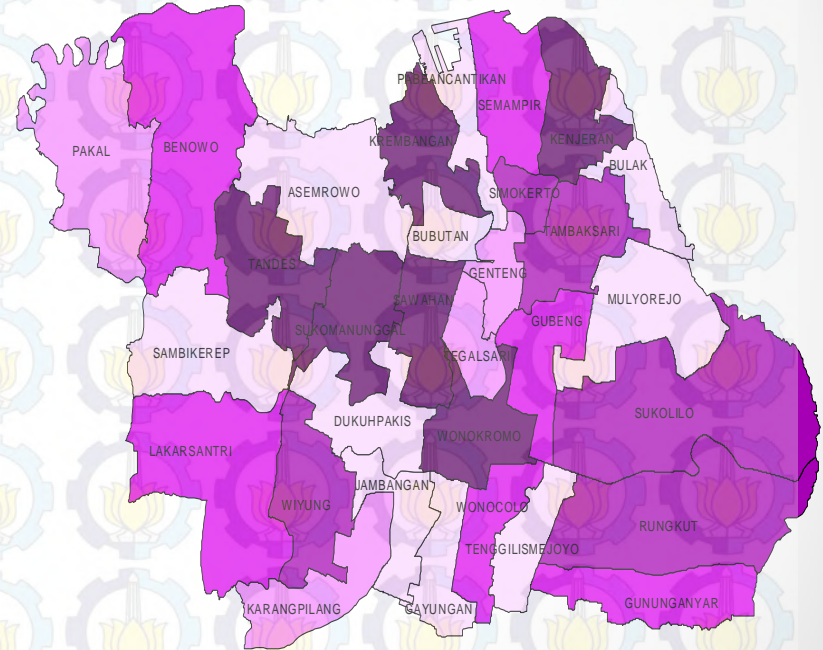 PABEANCANTIKAN
SEMAMPIR
KREMBANGAN
KENJERAN
PAKAL
BENOWO
BULAK
ASEMROWO
SIMOKERTO
BUBUTAN
TAMBAKSARI
TANDES
GENTENG
SAWAHAN
MULYOREJO
GUBENG
SUKOMANUNGGAL
SAMBIKEREP
TEGALSARI
SUKOLILO
DUKUHPAKIS
WONOKROMO
LAKARSANTRI
JAMBANGAN
WIYUNG
WONOCOLO
RUNGKUT
TENGGILISMEJOYO
KARANGPILANG
GAYUNGAN
GUNUNGANYAR